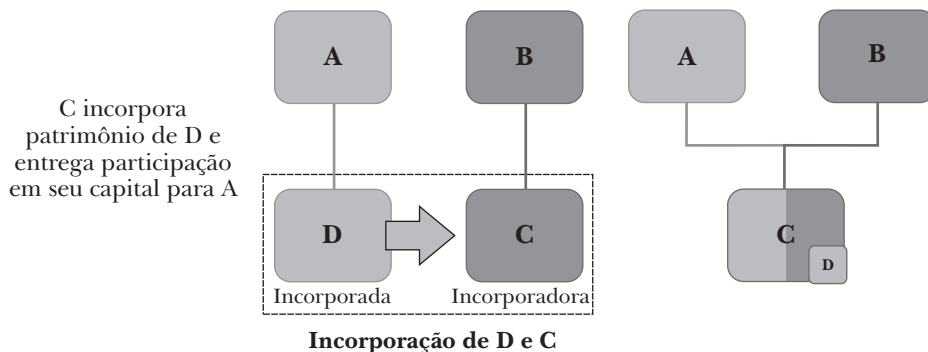 C incorpora
patrimônio de D e
entrega participação
em seu capital para A
A
B
D
C
Incorporada
Incorporadora
Incorporação de D e C
A
B
C
D